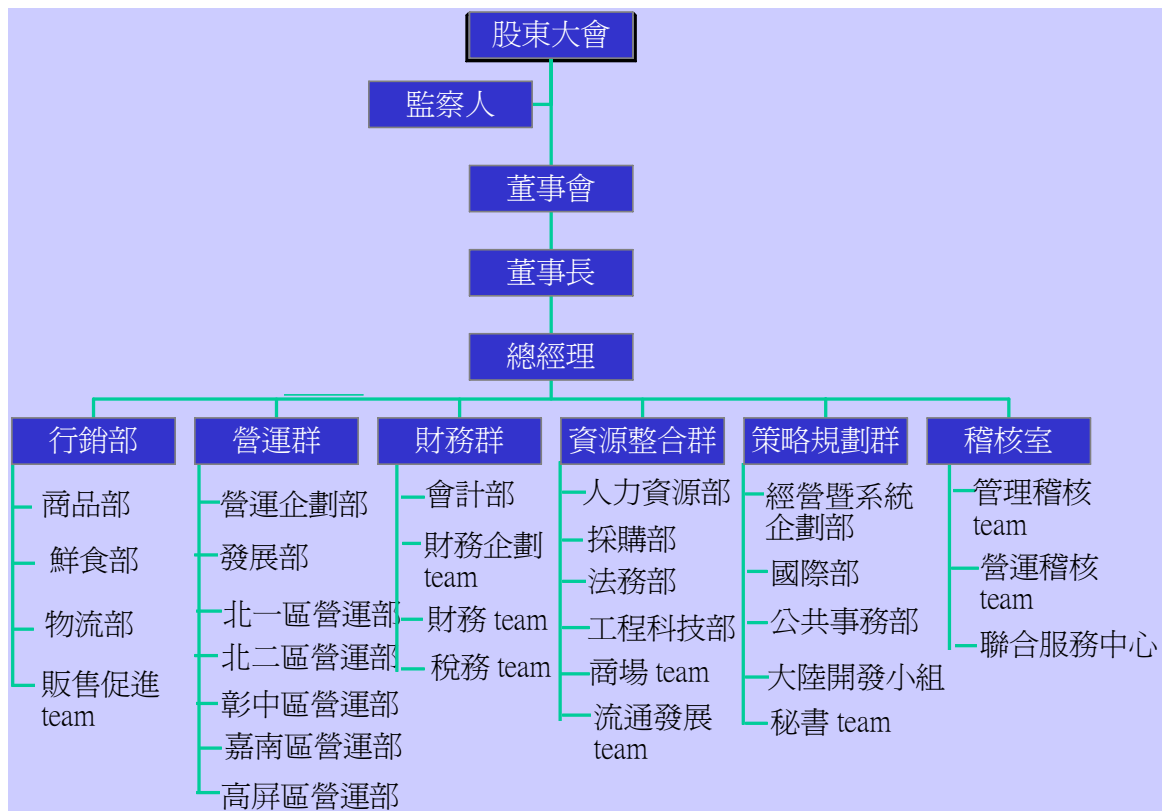 股東大會
監察人
董事會
董事長
總經理
行銷部
商品部
鮮食部
物流部
販售促進
team
營運群
營運企劃部
發展部
北一區營運部
北二區營運部
彰中區營運部
嘉南區營運部
高屏區營運部
財務群
會計部
財務企劃
team
財務 team
稅務 team
資源整合群
人力資源部
採購部
法務部
工程科技部
商場 team
流通發展
team
策略規劃群
經營暨系統
企劃部
國際部
公共事務部
大陸開發小組
秘書 team
稽核室
管理稽核
team
營運稽核
team
聯合服務中心